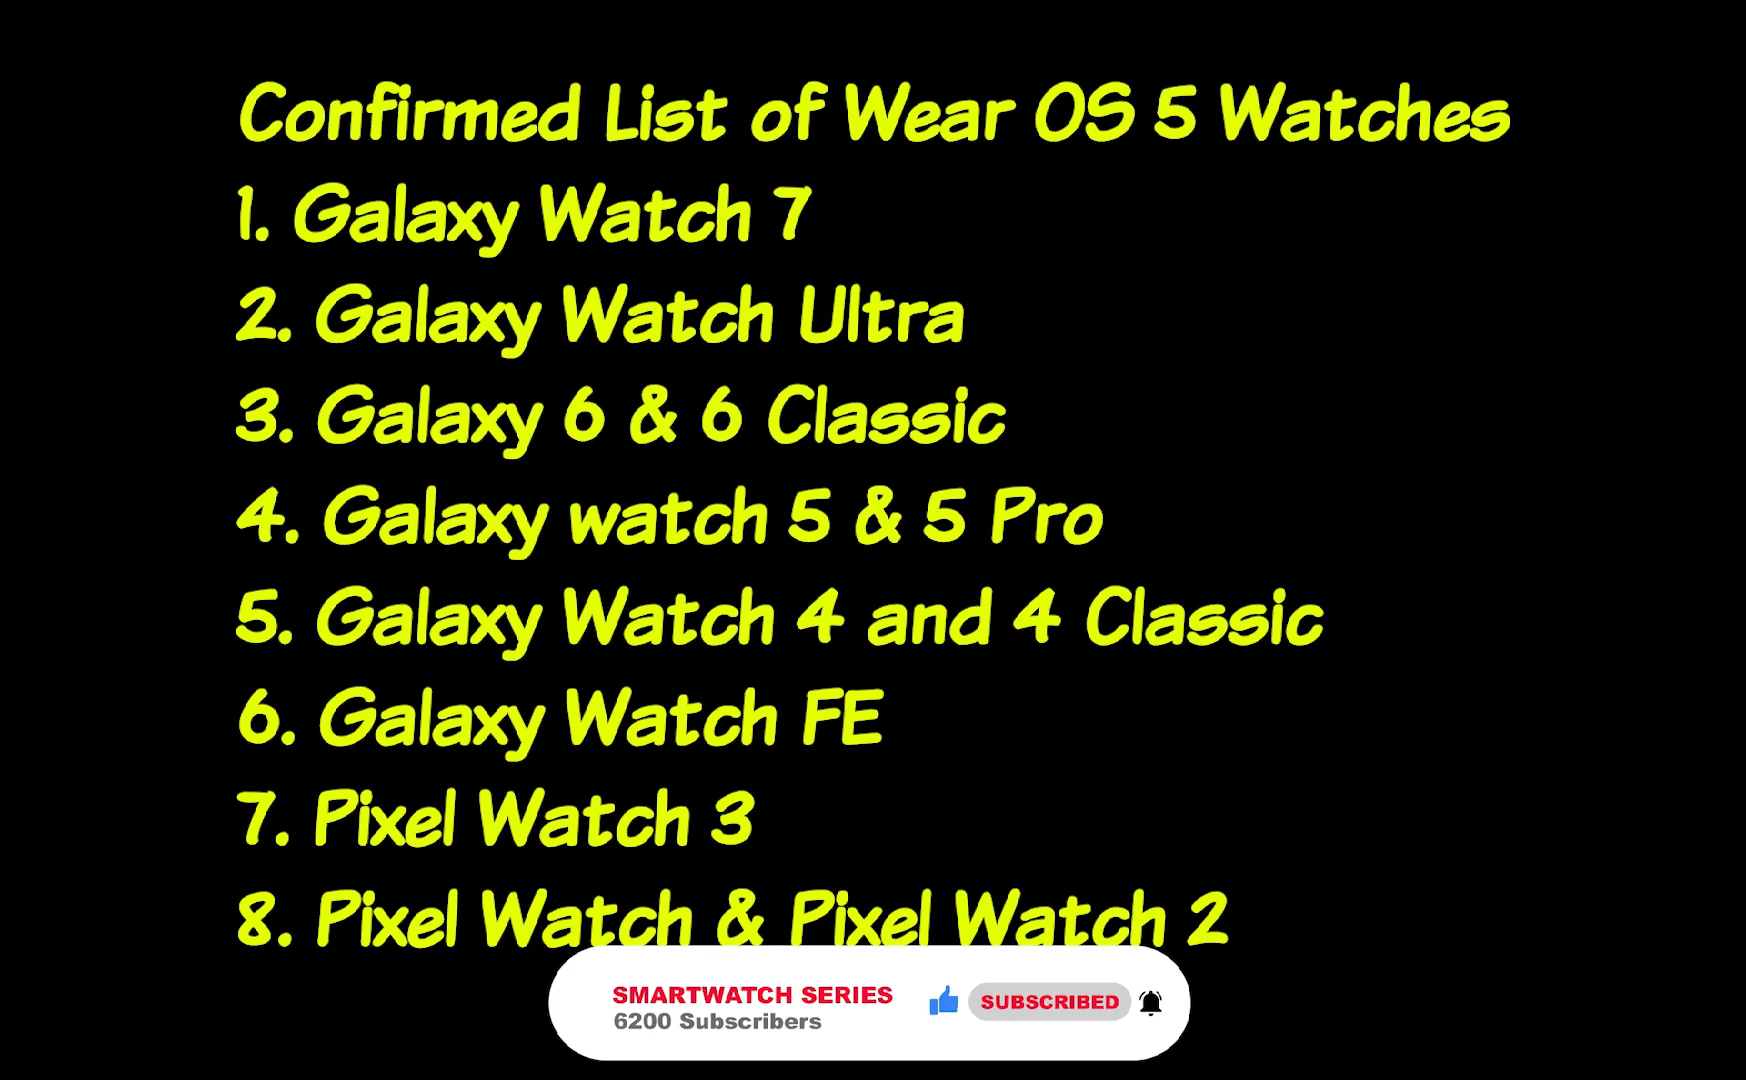 Confirmed List of Wear OS 5 Watches
1. Galaxy Watch 7
2. Galaxy Watch Ultra
3. Galaxy 6 & 6 Classic
4. Galaxy watch 5 & 5 Pro
5. Galaxy Watch 4 and 4 Classic
6. Galaxy Watch FE
7. Pixel Watch 3
8. Pixel Watch & Pixel Watch 2
SMARTWATCH SERIES
6200 Subscribers
SUBSCRIBED